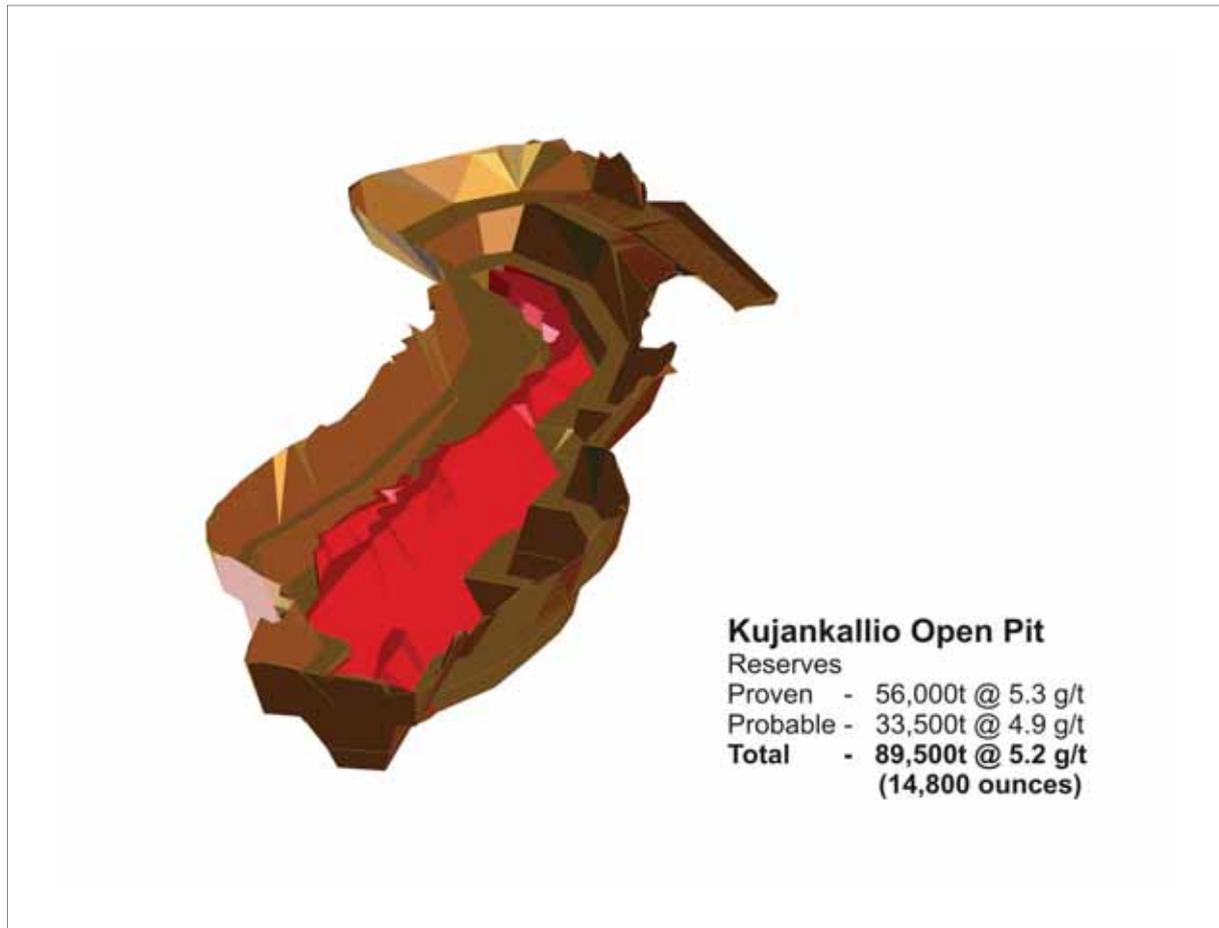 Kujankallio Open Pit
Reserves
Proven - 56,000t @ 5.3 g/t
Probable - 33,500t @ 4.9 g/t
Total - 89,500t @ 5.2 g/t
(14,800 ounces)